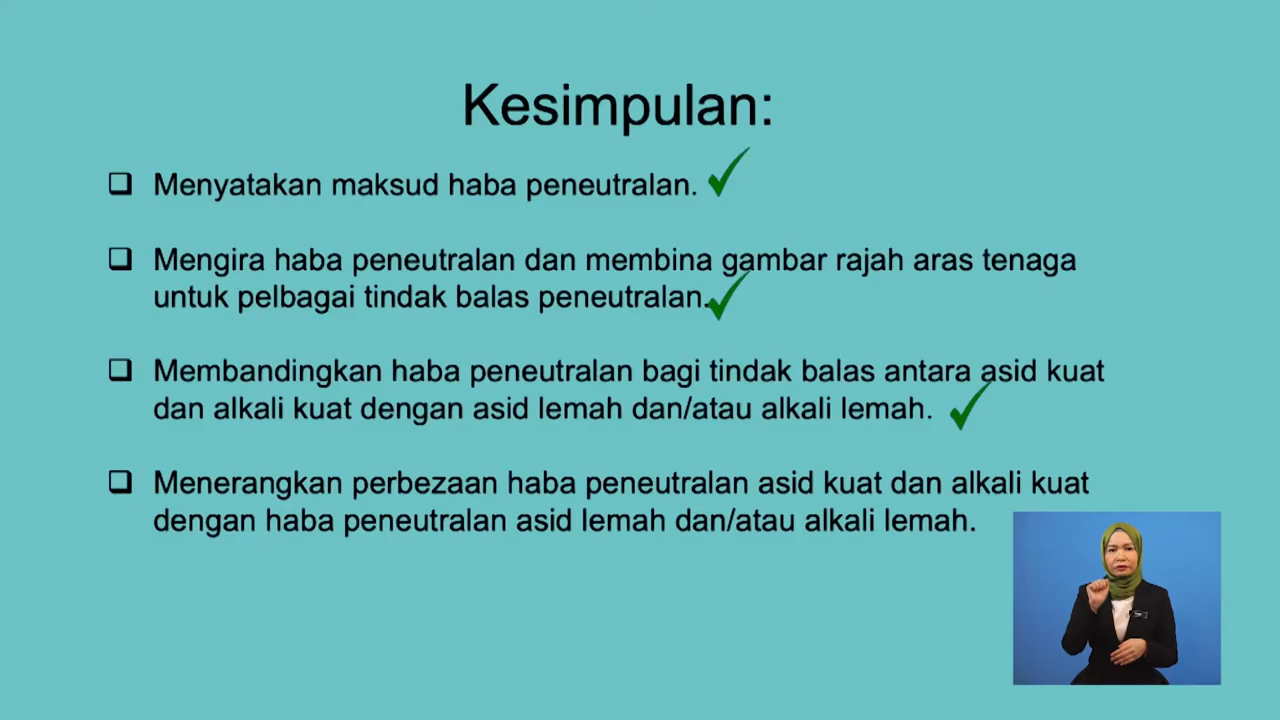 Kesimpulan:
Menyatakan maksud haba peneutralan.
Mengira haba peneutralan dan membina gambar rajah aras tenaga
untuk pelbagai tindak balas peneutralan.
Membandingkan haba peneutralan bagi tindak balas antara asid kuat
dan alkali kuat dengan asid lemah dan/atau alkali lemah.
Menerangkan perbezaan haba peneutralan asid kuat dan alkali kuat
dengan haba peneutralan asid lemah dan/atau alkali lemah.